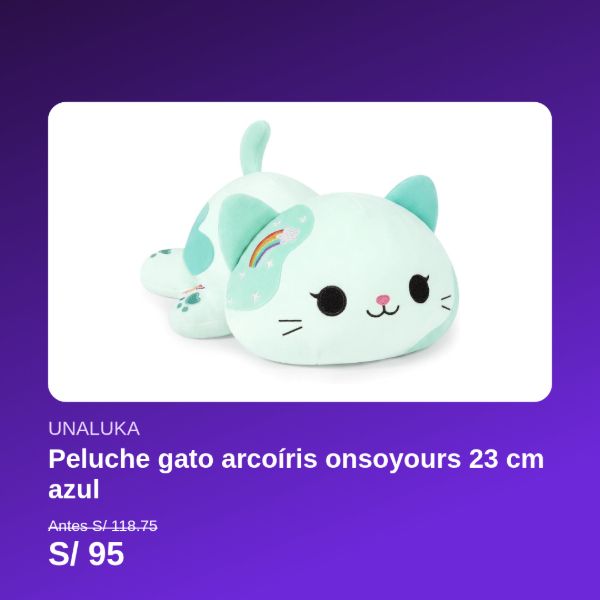 UNALUKA
Peluche gato arcoíris onsoyours 23 cm
azul
Antes S/ 118.75
S/ 95